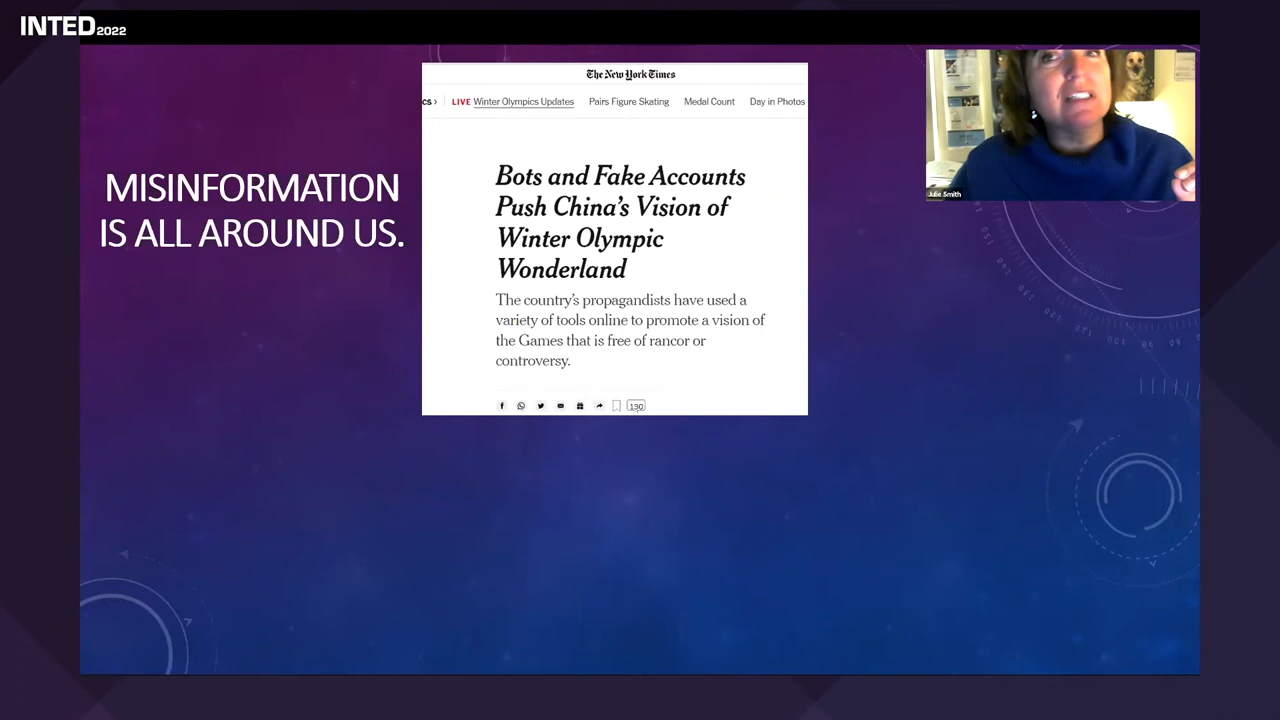 INTED2022
MISINFORMATION
IS ALL AROUND US.
The New York Times
cs ›
LIVE Winter Olympics Updates
Pairs Figure Skating
Medal Count
Day in Photos
Bots and Fake Accounts
Push China's Vision of
Winter Olympic
Wonderland
The country's propagandists have used a
variety of tools online to promote a vision of
the Games that is free of rancor or
controversy.
130
Julie Smith